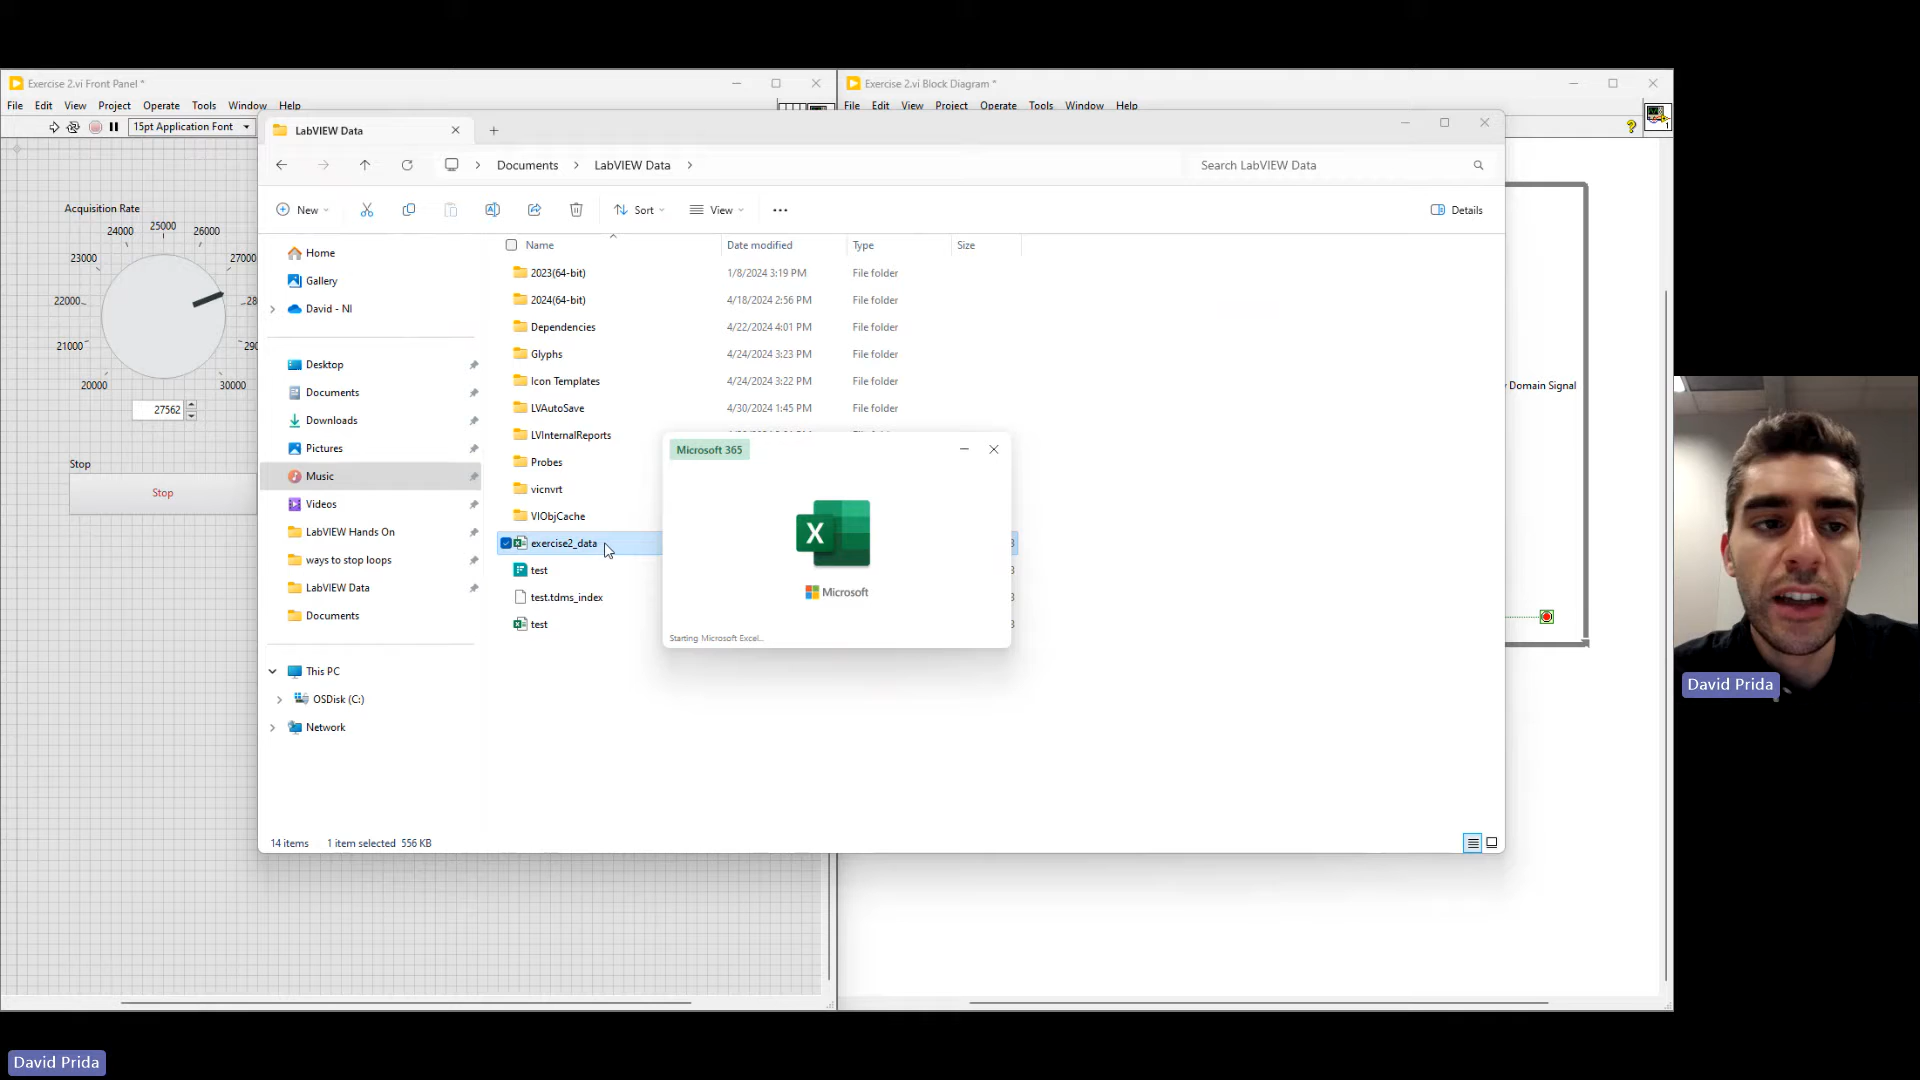 Exercise 2.vi Front Panel *
File Edit View Project Operate Tools Window Help
15pt Application Font
Exercise 2.vi Block Diagram *
File Edit View Project Operate Tools Window Help
LabVIEW Data
Documents LabVIEW Data
Search LabVIEW Data
New
Sort
View
Details
Name Date modified Type Size
Home
Gallery
David - NI
Desktop
Documents
Downloads
Pictures
Music
Videos
LabVIEW Hands On
ways to stop loops
LabVIEW Data
Documents
This PC
OSDisk (C:)
Network
2023(64-bit) 1/8/2024 3:19 PM File folder
2024(64-bit) 4/18/2024 2:56 PM File folder
Dependencies 4/22/2024 4:01 PM File folder
Glyphs 4/24/2024 3:23 PM File folder
Icon Templates 4/24/2024 3:22 PM File folder
LVAutoSave 4/30/2024 1:45 PM File folder
LVInternalReports
Probes
vicnvrt
VIObjCache
exercise2_data
test
test.tdms_index
test
14 items 1 item selected 556 KB
Microsoft 365
Microsoft
Starting Microsoft Excel...
Acquisition Rate
25000
24000 26000
23000 27000
22000
21000
20000 30000
27562
Stop
Stop
Domain Signal
David Prida
David Prida